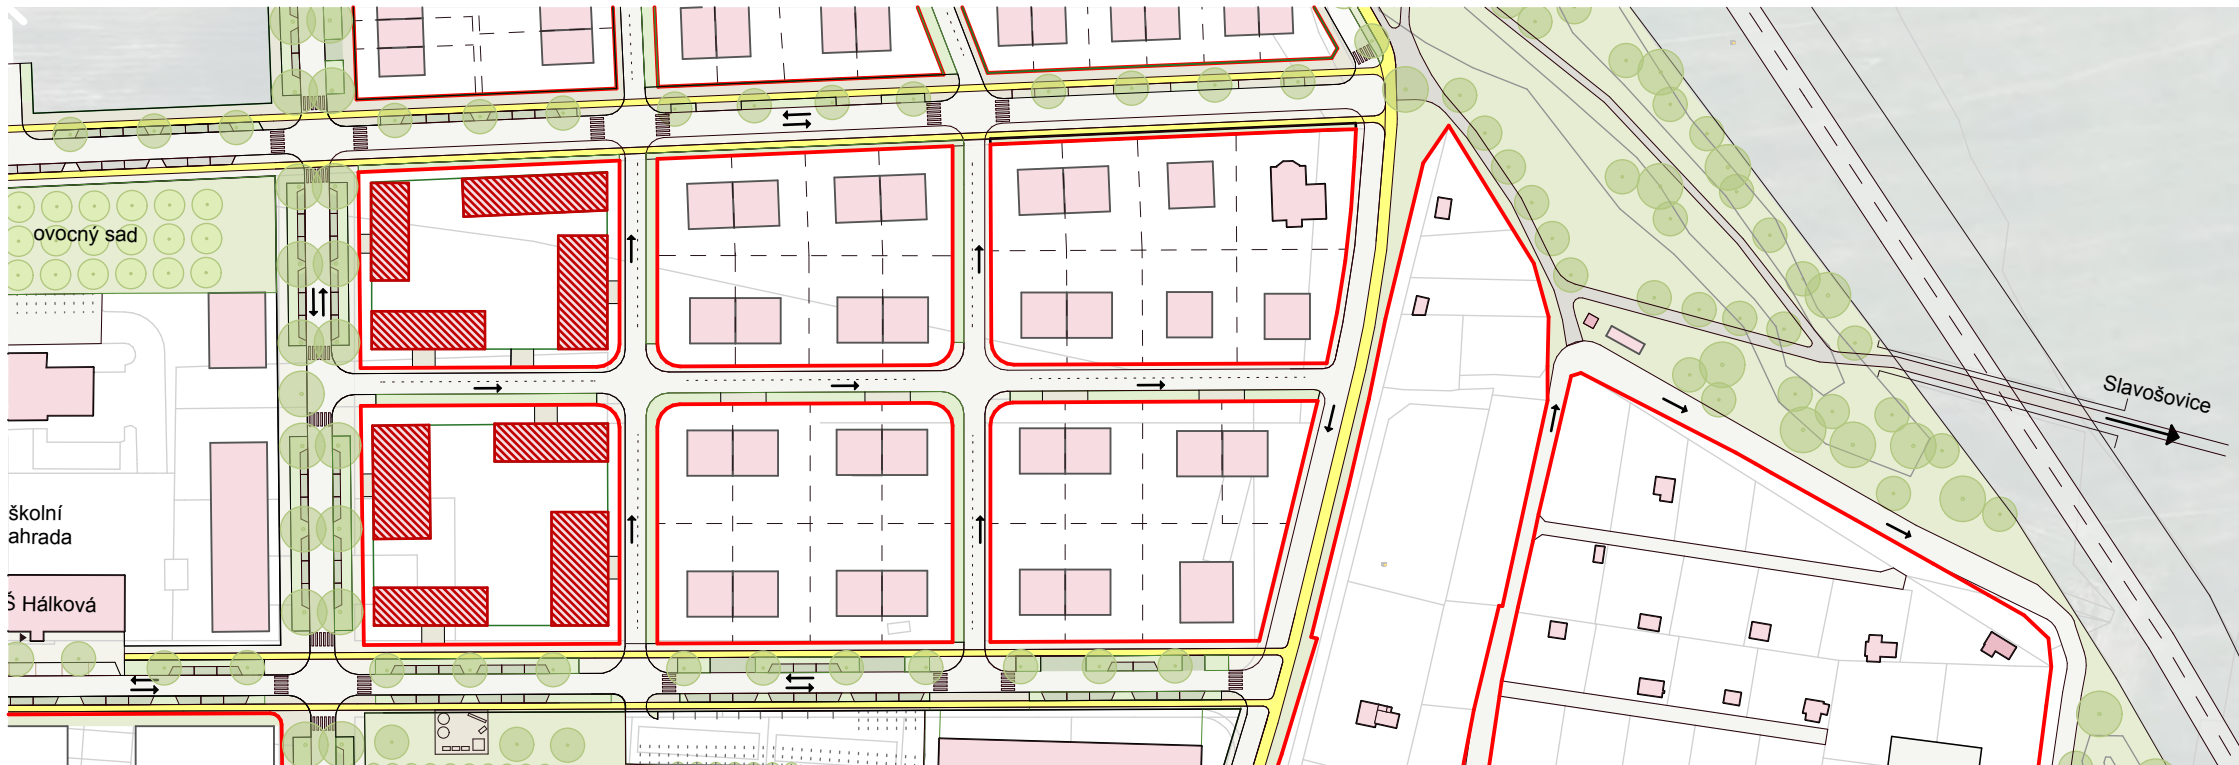 ovocný sad
Slavošovice
školní
ahrada
Š Hálková